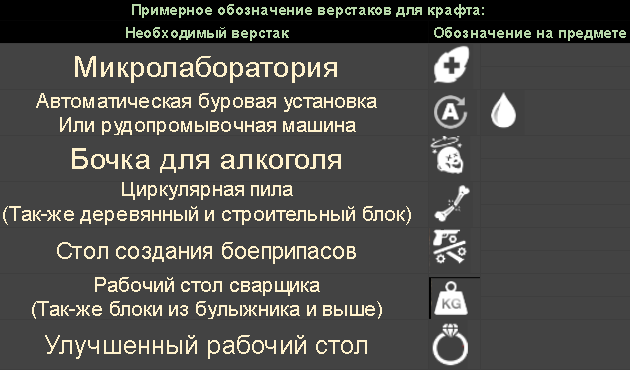 Примерное обозначение верстаков для крафта:
Необходимый верстак Обозначение на предмете
Микролаборатория
Автоматическая буровая установка
Или рудопромывочная машина
A
Бочка для алкоголя
Циркулярная пила
(Так-же деревянный и строительный блок)
Стол создания боеприпасов
Рабочий стол сварщика
(Так-же блоки из булыжника и выше)
KG
Улучшенный рабочий стол